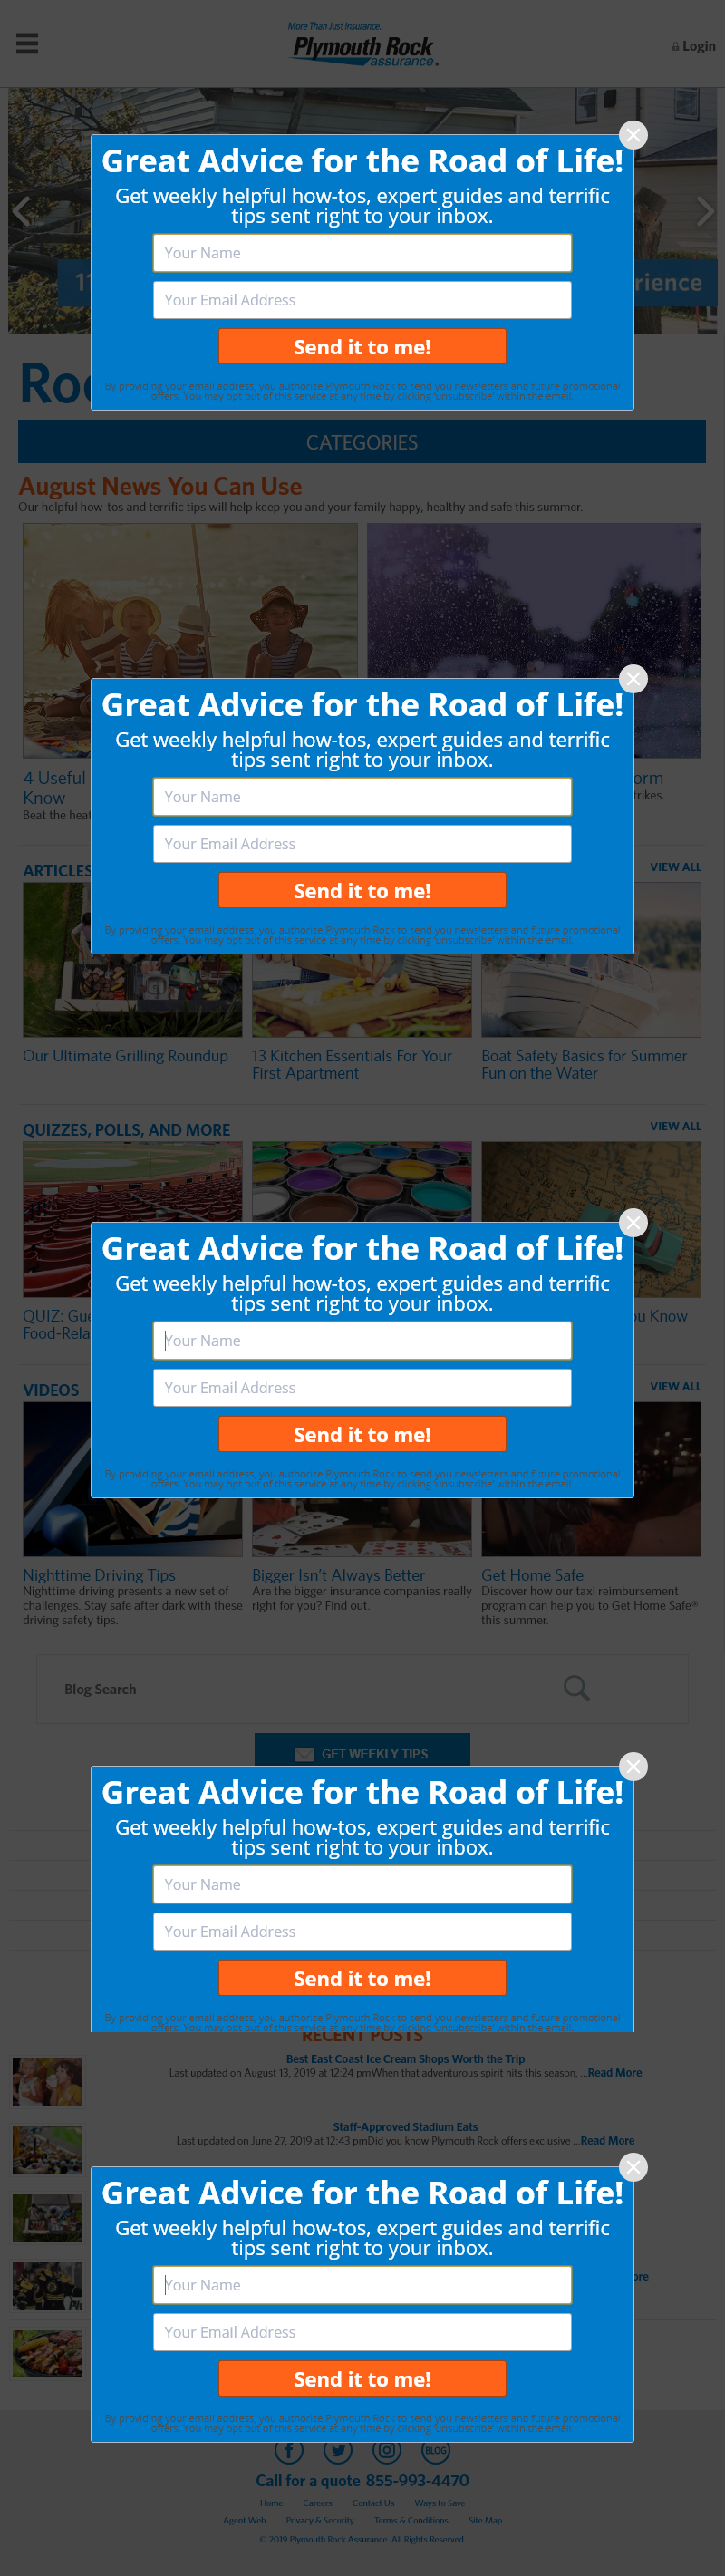 More Than Just Insurance.
Plymouth Rock
assurance.
Login
Great Advice for the Road of Life!
Get weekly helpful how-tos, expert guides and terrific
tips sent right to your inbox.
Your Name
11
rience
Your Email Address
Send it to me!
By providing your email address, you authorize Plymouth Rock to send you newsletters and future promotional
offers. You may opt out of this service at any time by clicking 'unsubscribe' within the email.
CATEGORIES
August News You Can Use
Our helpful how-tos and terrific tips will help keep you and your family happy, healthy and safe this summer.
Great Advice for the Road of Life!
Get weekly helpful how-tos, expert guides and terrific
tips sent right to your inbox.
4 Useful
Know
Beat the heat
Your Name
Your Email Address
ARTICLES
VIEW ALL
Send it to me!
By providing your email address, you authorize Plymouth Rock to send you newsletters and future promotional
offers. You may opt out of this service at any time by clicking 'unsubscribe' within the email.
Our Ultimate Grilling Roundup
13 Kitchen Essentials For Your
First Apartment
Boat Safety Basics for Summer
Fun on the Water
QUIZZES, POLLS, AND MORE
VIEW ALL
Great Advice for the Road of Life!
Get weekly helpful how-tos, expert guides and terrific
tips sent right to your inbox.
QUIZ:
Food-Rela
u Know
Your Name
Your Email Address
VIDEOS
VIEW ALL
Send it to me!
By providing your email address, you authorize Plymouth Rock to send you newsletters and future promotional
offers. You may opt out of this service at any time by clicking 'unsubscribe' within the email.
Nighttime Driving Tips
Nighttime driving presents a new set of
challenges. Stay safe after dark with these
driving safety tips.
Bigger Isn't Always Better
Are the bigger insurance companies really
right for you? Find out.
Get Home Safe
Discover how our taxi reimbursement
program can help you to Get Home Safe®
this summer.
Blog Search
GET WEEKLY TIPS
Great Advice for the Road of Life!
Get weekly helpful how-tos, expert guides and terrific
tips sent right to your inbox.
Your Name
Your Email Address
Send it to me!
By providing your email address, you authorize Plymouth Rock to send you newsletters and future promotional
offers. You may opt out of this service at any time by clicking 'unsubscribe' within the email.
RECENT POSTS
Best East Coast Ice Cream Shops Worth the Trip
Last updated on August 13, 2019 at 12:24 pmWhen that adventurous spirit hits this season, ...Read More
Staff-Approved Stadium Eats
Last updated on June 27, 2019 at 12:43 pmDid you know Plymouth Rock offers exclusive ...Read More
Great Advice for the Road of Life!
Get weekly helpful how-tos, expert guides and terrific
tips sent right to your inbox.
Your Name
ore
Your Email Address
Send it to me!
By providing your email address, you authorize Plymouth Rock to send you newsletters and future promotional
offers. You may opt out of this service at any time by clicking 'unsubscribe' within the email.
BLOG
Call for a quote 855-993-4470
Home Careers Contact Us Ways to Save
Agent Web Privacy & Security Terms & Conditions Site Map
© 2019 Plymouth Rock Assurance. All Rights Reserved.